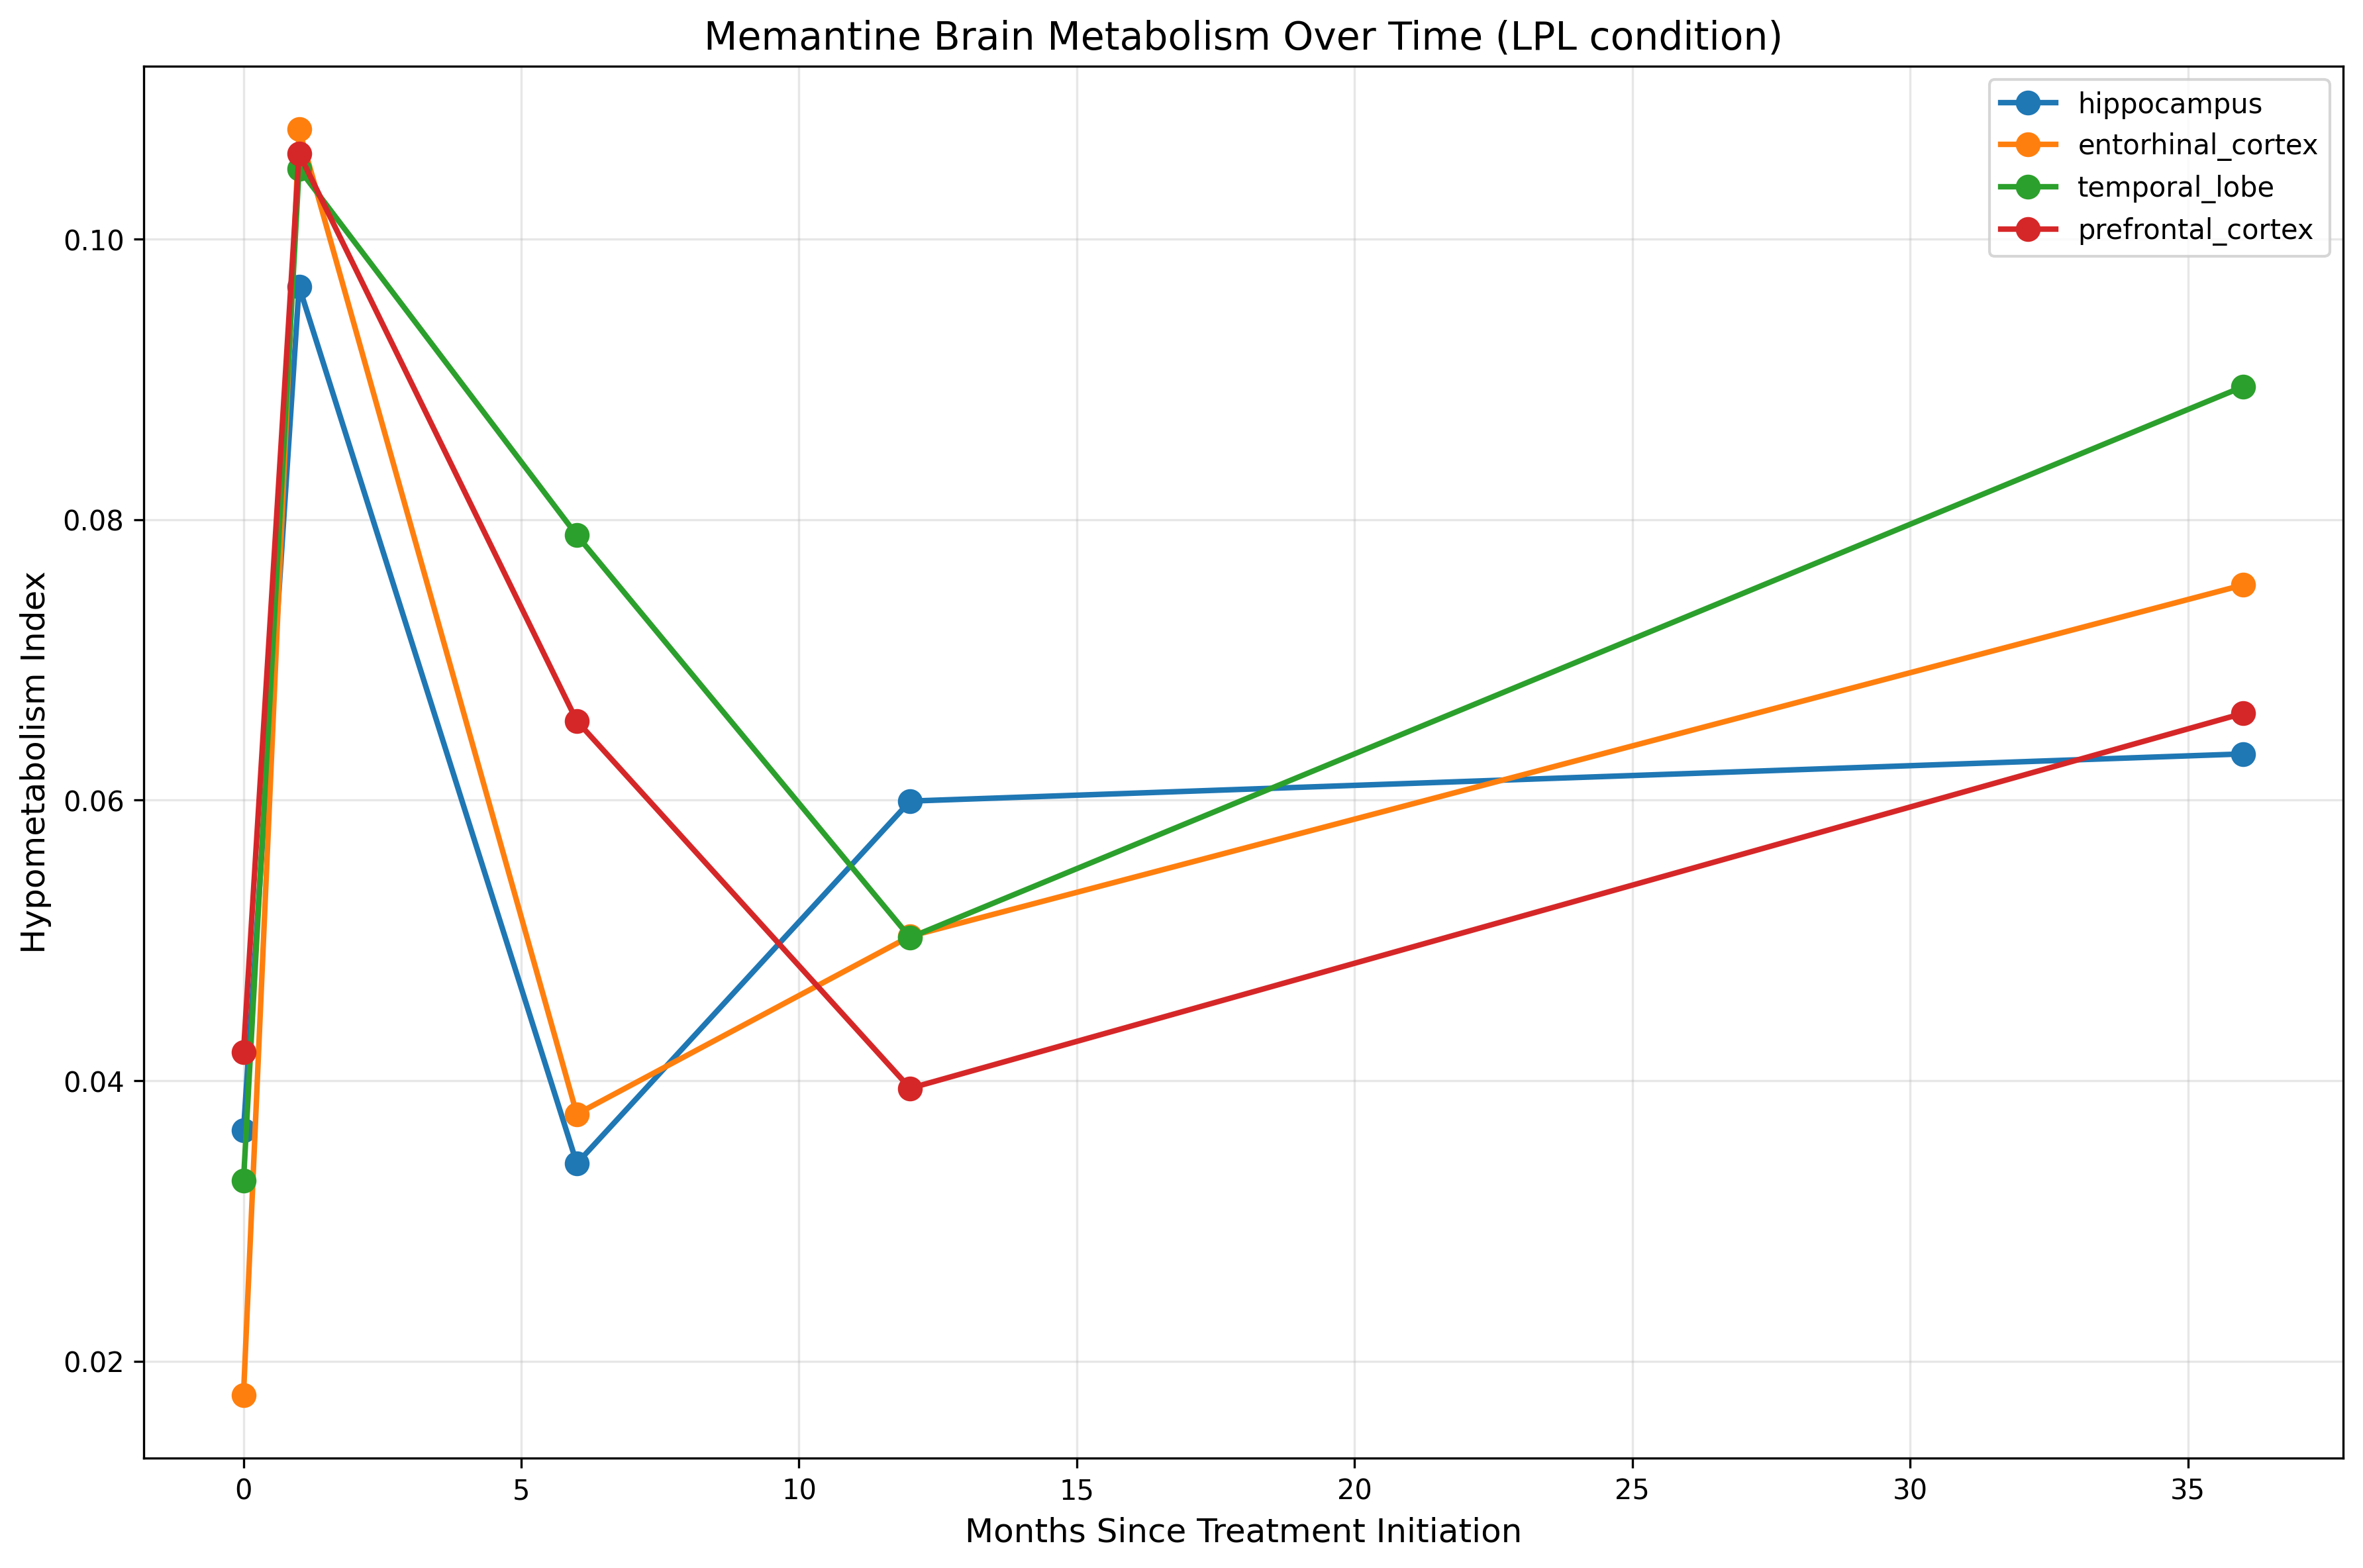 Memantine Brain Metabolism Over Time (LPL condition)
hippocampus
entorhinal_cortex
temporal_lobe
prefrontal_cortex
Hypometabolism Index
0.10
0.08
0.06
0.04
0.02
0 5 10 15 20 25 30 35
Months Since Treatment Initiation